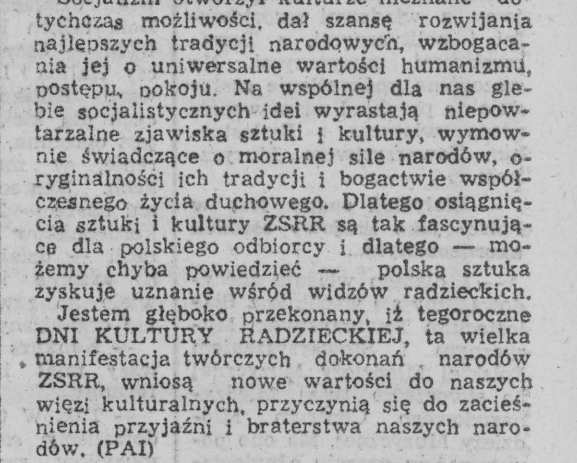 Socjalizm otworzył kulturze nieznane do-
tychczas możliwości, dał szansę rozwijania
najlepszych tradycji narodowych, wzbogaca-
nia jej o uniwersalne wartości humanizmu,
postępu, pokoju. Na wspólnej dla nas gle-
bie socjalistycznych idei wyrastają niepow-
tarzalne zjawiska sztuki i kultury, wymow-
nie świadczące o moralnej sile narodów, o-
ryginalności ich tradycji i bogactwie współ-
czesnego życia duchowego. Dlatego osiągnię-
cia sztuki i kultury ZSRR są tak fascynują-
ce dla polskiego odbiorcy i dlatego — mo-
żemy chyba powiedzieć — polska sztuka
zyskuje uznanie wśród widzów radzieckich.
Jestem głęboko przekonany, iż tegoroczne
DNI KULTURY RADZIECKIEJ, ta wielka
manifestacja twórczych dokonań narodów
ZSRR, wniosą nowe wartości do naszych
więzi kulturalnych, przyczynią się do zacieś-
nienia przyjaźni i braterstwa naszych naro-
dów. (PAI)